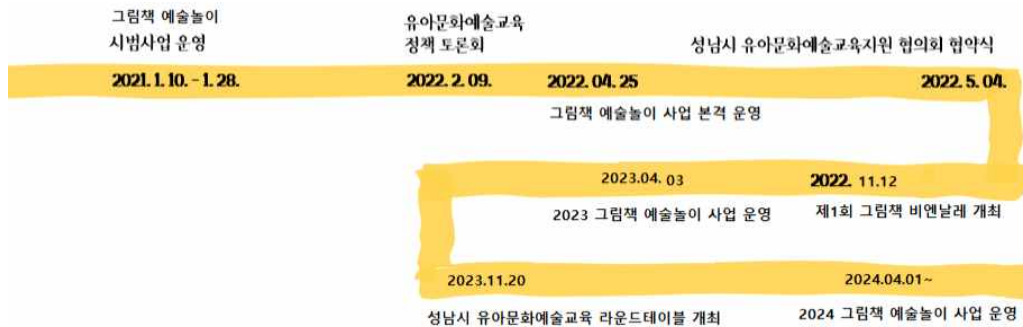 그림책 예술놀이
시범사업 운영
2021. 1. 10. - 1. 28.
유아문화예술교육
정책 토론회
2022. 2. 09.
2022. 04. 25
그림책 예술놀이 사업 본격 운영
성남시 유아문화예술교육지원 협의회 협약식
2022. 5. 04.
2022. 11.12
제1회 그림책 비엔날레 개최
2023.04. 03
2023 그림책 예술놀이 사업 운영
2023.11.20
성남시 유아문화예술교육 라운드테이블 개최
2024.04.01~
2024 그림책 예술놀이 사업 운영